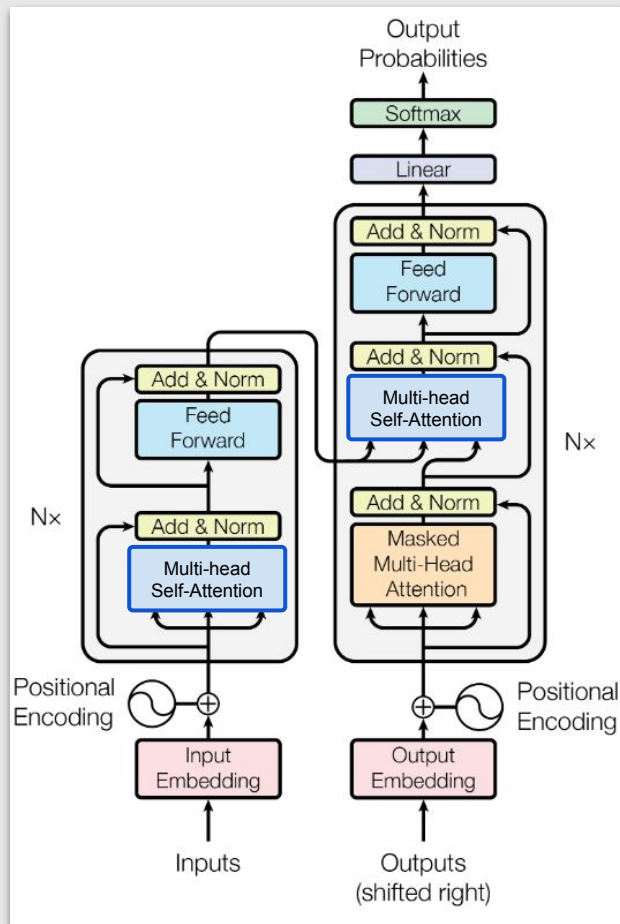 Output
Probabilities
Softmax
Linear
Add & Norm
Feed
Forward
Add & Norm
Multi-head
Self-Attention
Nx
Add & Norm
Masked
Multi-Head
Attention
Add & Norm
Feed
Forward
Nx
Add & Norm
Multi-head
Self-Attention
Positional
Encoding
Positional
Encoding
Input
Embedding
Output
Embedding
Inputs
Outputs
(shifted right)